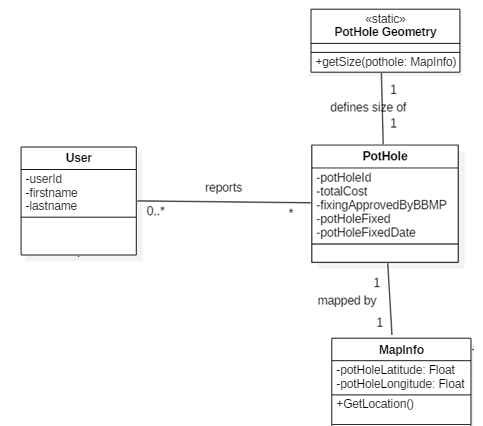 «static»
PotHole Geometry
+getSize(pothole: MapInfo)
1
defines size of
1
User
-userId
-firstname
-lastname
reports
0..*
*
PotHole
-potHoleId
-totalCost
-fixingApprovedByBBMP
-potHoleFixed
-potHoleFixedDate
1
mapped by
1
MapInfo
-potHoleLatitude: Float
-potHoleLongitude: Float
+GetLocation()